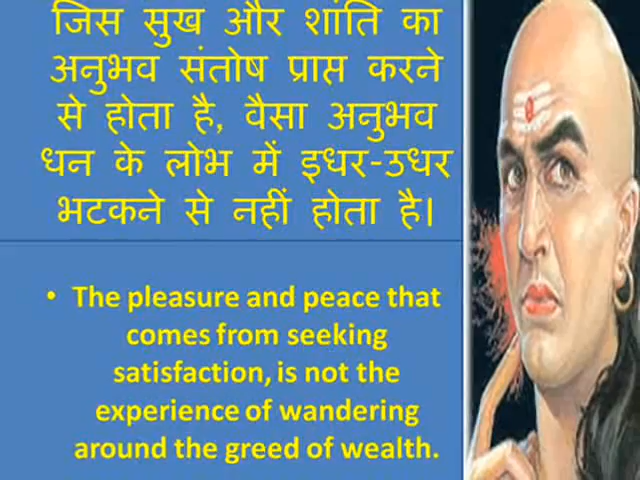 जिस सुख और शांति का
अनुभव संतोष प्राप्त करने
से होता है, वैसा अनुभव
धन के लोभ में इधर-उधर
भटकने से नहीं होता है।
• The pleasure and peace that
comes from seeking
satisfaction, is not the
experience of wandering
around the greed of wealth.